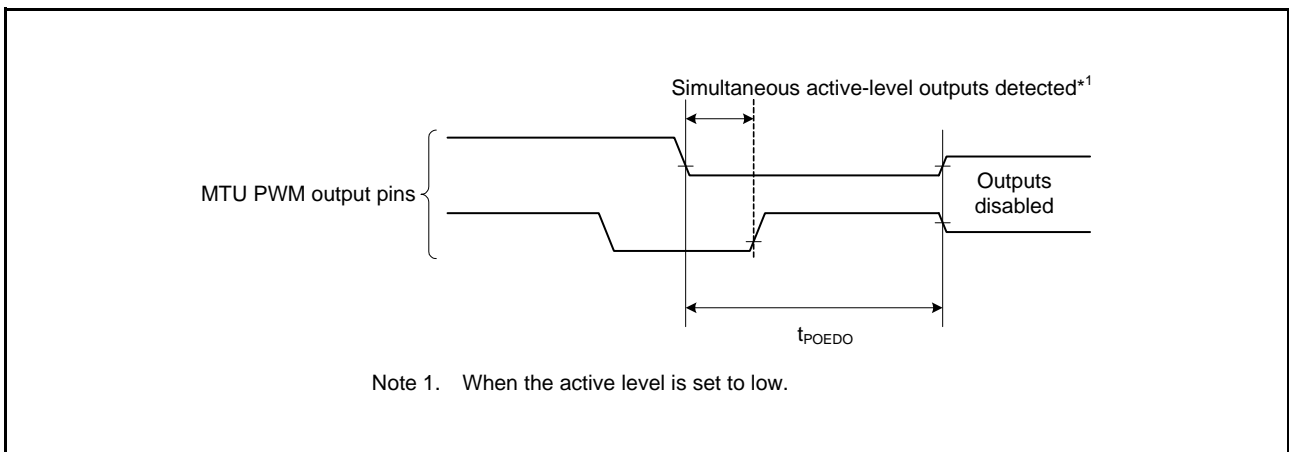 Simultaneous active-level outputs detected*1
MTU PWM output pins
Outputs
disabled
tPOEDO
Note 1. When the active level is set to low.